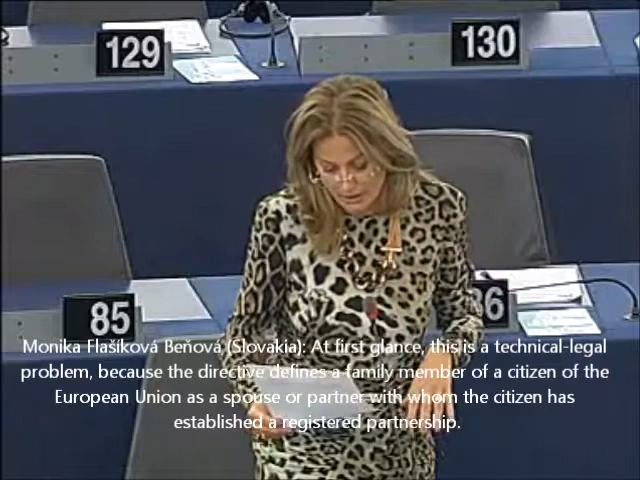 129
130
85
86
Monika Flašíková Beňová (Slovakia): At first glance, this is a technical-legal
problem, because the directive defines a family member of a citizen of the
European Union as a spouse or partner with whom the citizen has
established a registered partnership.